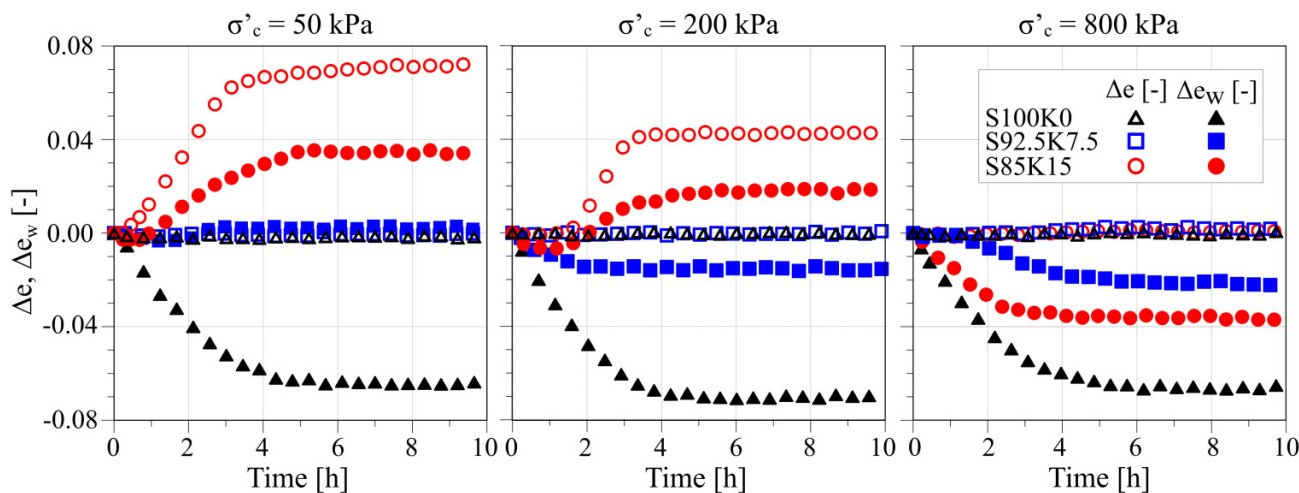 σ'c = 50 kPa
σ'c = 200 kPa
σ'c = 800 kPa
Δe, Δew [-]
0.08
0.04
0.00
-0.04
-0.08
Δe [-] Δew [-]
S100K0
S92.5K7.5
S85K15
0 2 4 6 8 10
0 2 4 6 8 10
0 2 4 6 8 10
Time [h]
Time [h]
Time [h]